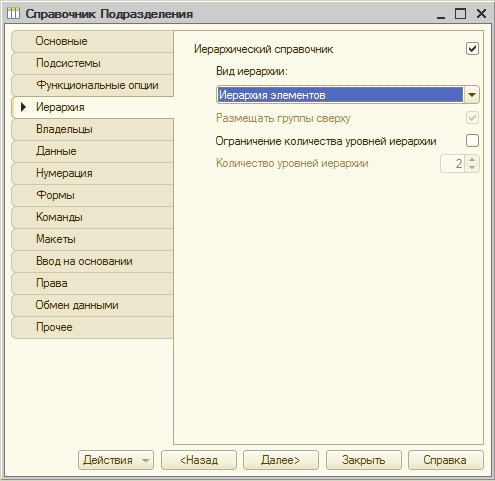 Справочник Подразделения
Основные
Подсистемы
Функциональные опции
Иерархия
Владельцы
Данные
Нумерация
Формы
Команды
Макеты
Ввод на основании
Права
Обмен данными
Прочее
Иерархический справочник
Вид иерархии:
Иерархия элементов
Размещать группы сверху
Ограничение количества уровней иерархии
Количество уровней иерархии 2
Действия <Назад Далее> Закрыть Справка